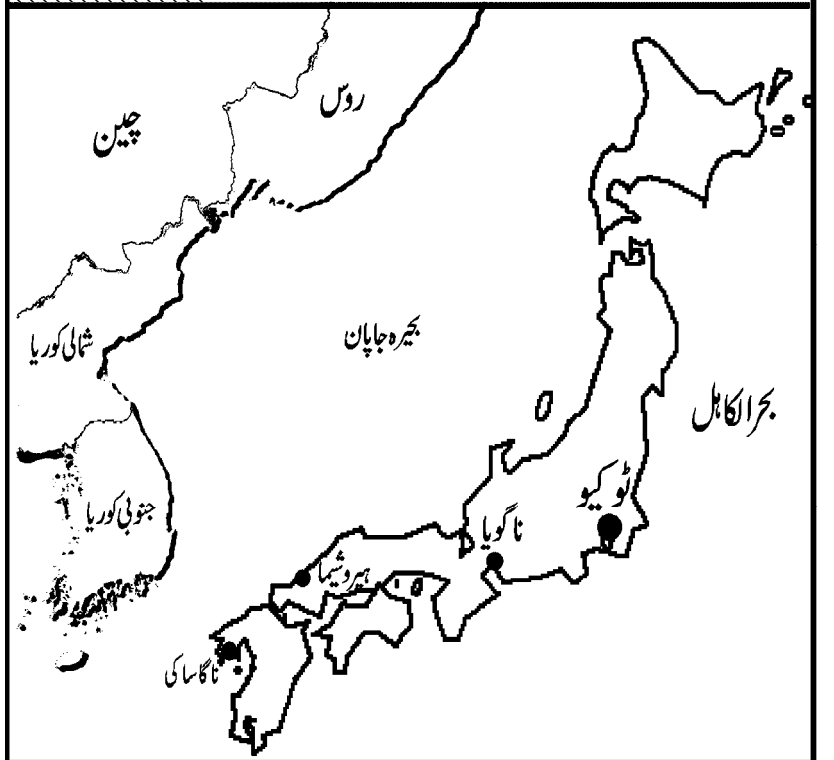 روس
چین
بحیرہ جاپان
شمالی کوریا
بحرالکاہل
ٹوکیو
جنوبی کوریا
ناگویا
ہیروشیما
ناگاساکی